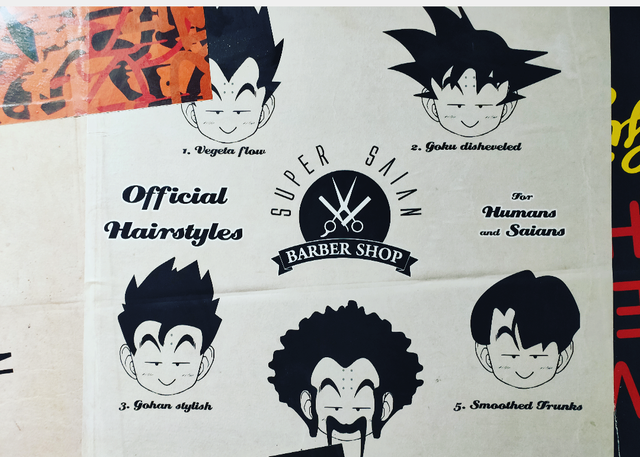 1. Vegeta flow
2. Goku disheveled
SUPER SAIAN
Official
Hairstyles
For
Humans
and Saians
BARBER SHOP
3. Gohan stylish
5. Smoothed Trunks